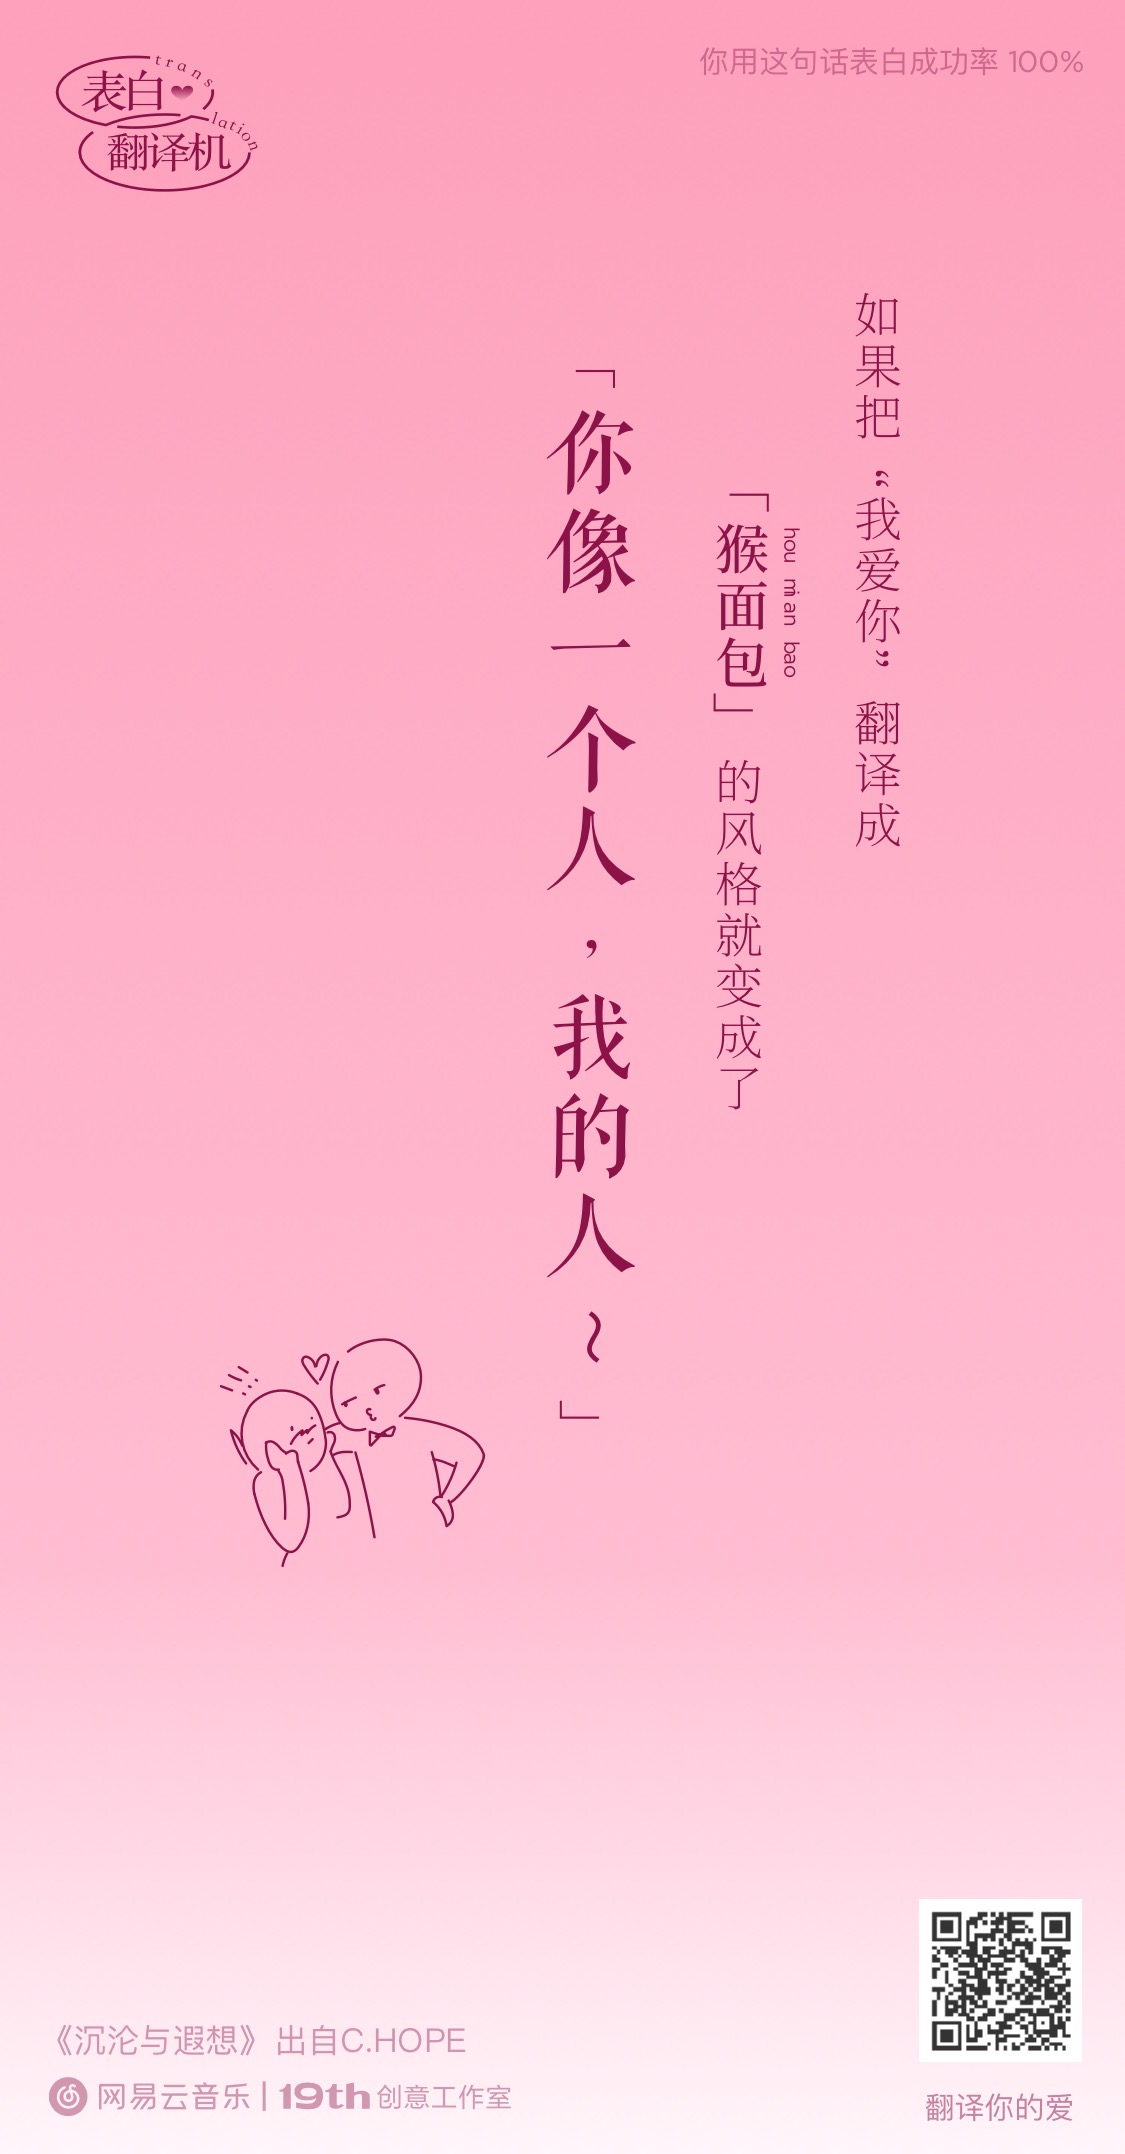 表白
trans
lation
翻译机
你用这句话表白成功率 100%
如果把 “我爱你” 翻译成
hou mian bao
「猴面包」 的风格就变成了
「你像一个人，我的人~」
《沉沦与遐想》 出自C.HOPE
网易云音乐 | 19th 创意工作室
翻译你的爱